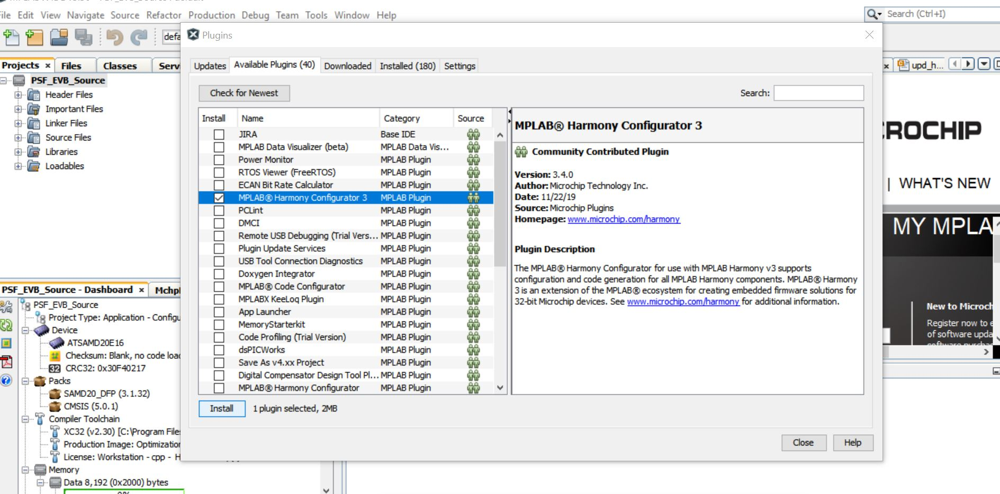 File Edit View Navigate Source Refactor Production Debug Team Tools Window Help
Search (Ctrl+I)
Plugins
Projects x Files Classes
Updates Available Plugins (40) Downloaded Installed (180) Settings
upd_h...
PSF_EVB_Source
Header Files
Important Files
Linker Files
Source Files
Libraries
Loadables
Check for Newest
Search:
Install Name Category Source
JIRA Base IDE
MPLAB Data Visualizer (beta) MPLAB Data Vis...
Power Monitor MPLAB Plugin
RTOS Viewer (FreeRTOS) MPLAB Plugin
ECAN Bit Rate Calculator MPLAB Plugin
MPLAB® Harmony Configurator 3 MPLAB Plugin
PCLint MPLAB Plugin
DMCI MPLAB Plugin
Remote USB Debugging (Trial Vers... MPLAB Plugin
Plugin Update Services MPLAB Plugin
USB Tool Connection Diagnostics MPLAB Plugin
Doxygen Integrator MPLAB Plugin
MPLAB® Code Configurator MPLAB Plugin
MPLABX KeeLoq Plugin MPLAB Plugin
App Launcher MPLAB Plugin
MemoryStarterkit MPLAB Plugin
Code Profiling (Trial Version) MPLAB Plugin
dsPICWorks MPLAB Plugin
Save As v4.xx Project MPLAB Plugin
Digital Compensator Design Tool Pl... MPLAB Plugin
MPLAB® Harmony Configurator MPLAB Plugin
Install 1 plugin selected, 2MB
MPLAB® Harmony Configurator 3
Community Contributed Plugin
Version: 3.4.0
Author: Microchip Technology Inc.
Date: 11/22/19
Source: Microchip Plugins
Homepage: www.microchip.com/harmony
Plugin Description
The MPLAB® Harmony Configurator for use with MPLAB Harmony v3 supports
configuration and code generation for all MPLAB Harmony components. MPLAB® Harmony
3 is an extension of the MPLAB® ecosystem for creating embedded firmware solutions for
32-bit Microchip devices. See www.microchip.com/harmony for additional information.
Close Help
ROCHIP
| WHAT'S NEW
MY MPLA
New to Microch
Register now to e
of software upda
PSF_EVB_Source - Dashboard x Mchp
PSF_EVB_Source
Project Type: Application - Configu
Device
ATSAMD20E16
Checksum: Blank, no code loa
32 CRC32: 0x30F40217
Packs
SAMD20_DFP (3.1.32)
CMSIS (5.0.1)
Compiler Toolchain
XC32 (v2.30) [C:\Program File
Production Image: Optimization
License: Workstation - cpp - H
Memory
Data 8,192 (0x2000) bytes